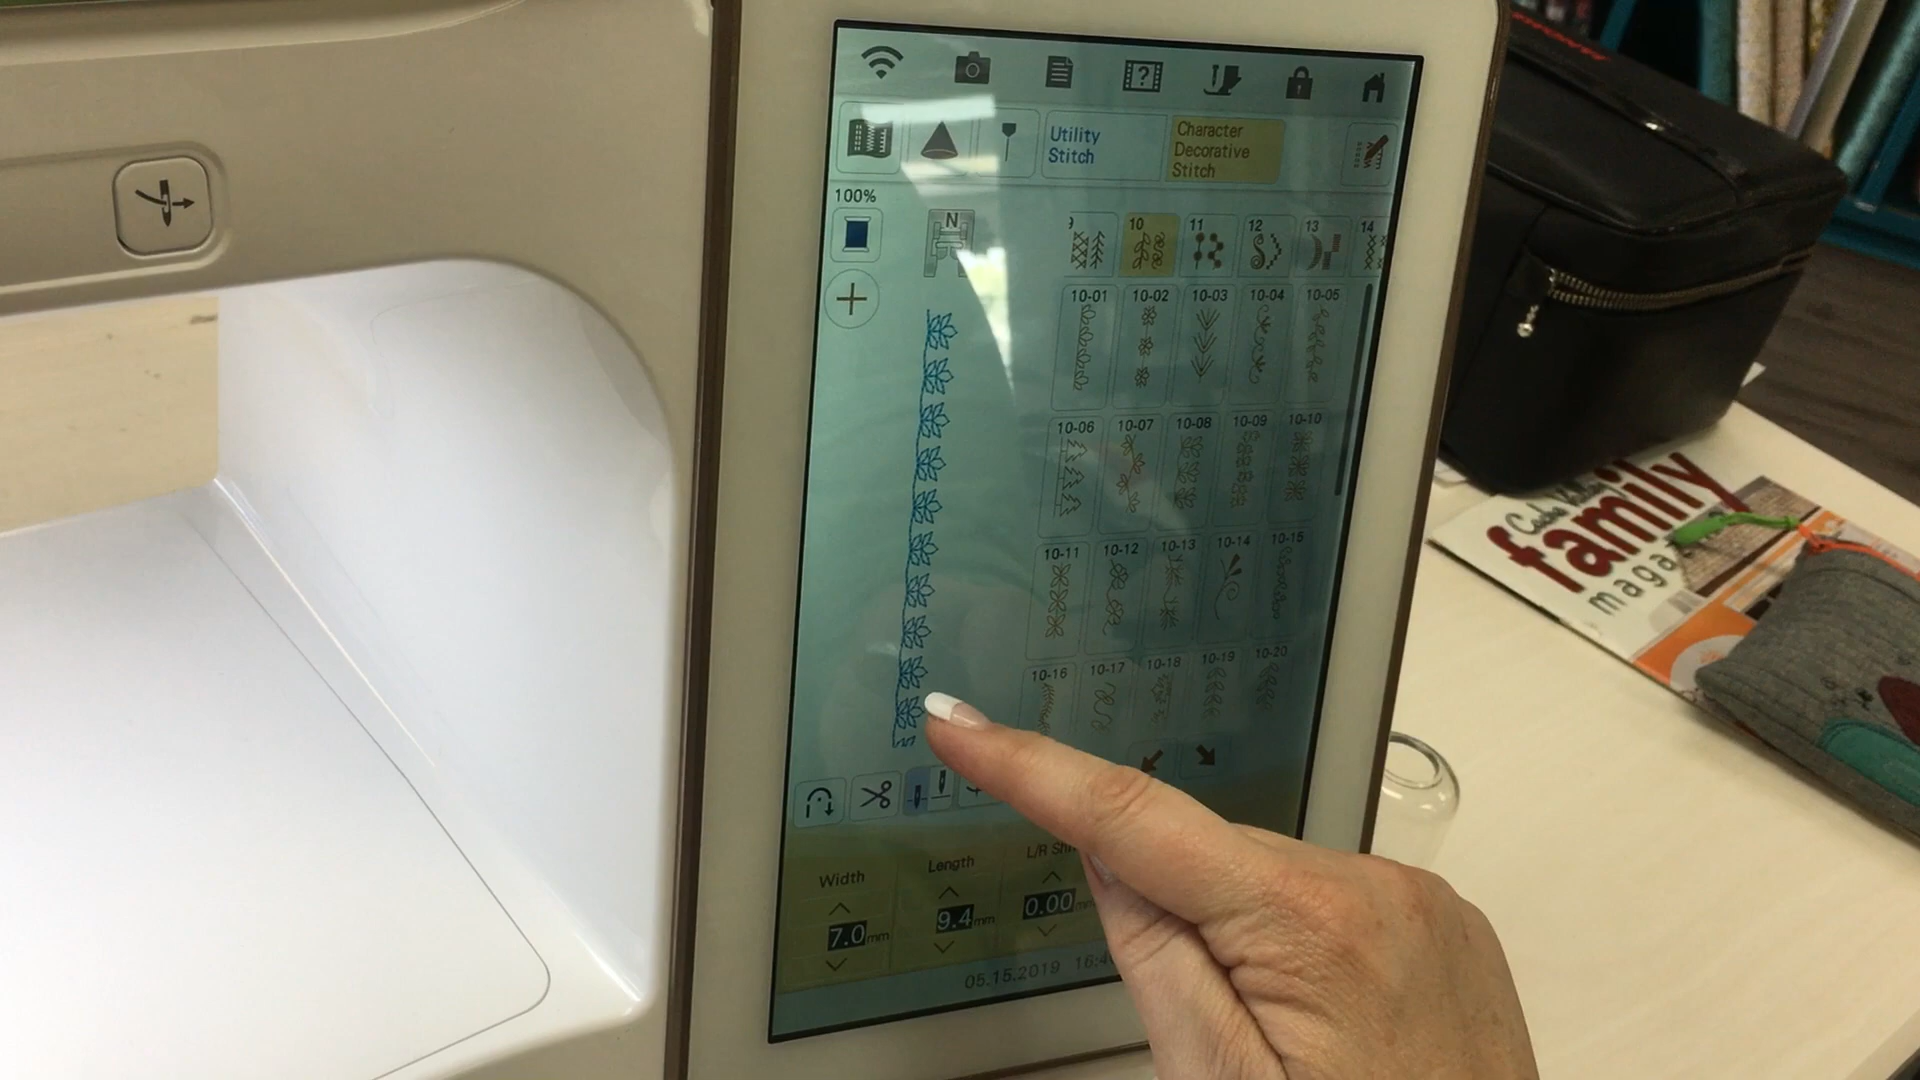 Utility
Stitch
Character
Decorative
Stitch
100%
N
9
10
11
12
13
14
10-01
10-02
10-03
10-04
10-05
10-06
10-07
10-08
10-09
10-10
10-11
10-12
10-13
10-14
10-15
10-16
10-17
10-18
10-19
10-20
Width
Length
7.0 mm
9.4 mm
0.00
05.15.2019
family